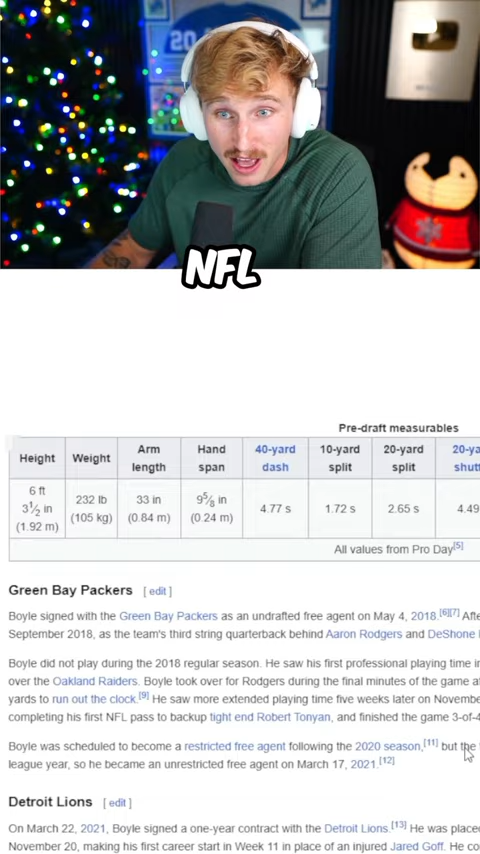 20
NFL
Pre-draft measurables
Height Weight Arm length Hand span 40-yard dash 10-yard split 20-yard split 20-ya shutt
6 ft 3½ in (1.92 m) 232 lb (105 kg) 33 in (0.84 m) 9⅝ in (0.24 m) 4.77 s 1.72 s 2.65 s 4.49
All values from Pro Day[5]
Green Bay Packers [ edit ]
Boyle signed with the Green Bay Packers as an undrafted free agent on May 4, 2018.[6][7] Afte
September 2018, as the team's third string quarterback behind Aaron Rodgers and DeShone
Boyle did not play during the 2018 regular season. He saw his first professional playing time i
over the Oakland Raiders. Boyle took over for Rodgers during the final minutes of the game a
yards to run out the clock.[9] He saw more extended playing time five weeks later on Novembe
completing his first NFL pass to backup tight end Robert Tonyan, and finished the game 3-of-4
Boyle was scheduled to become a restricted free agent following the 2020 season,[11] but the
league year, so he became an unrestricted free agent on March 17, 2021.[12]
Detroit Lions [ edit ]
On March 22, 2021, Boyle signed a one-year contract with the Detroit Lions.[13] He was place
November 20, making his first career start in Week 11 in place of an injured Jared Goff. He co